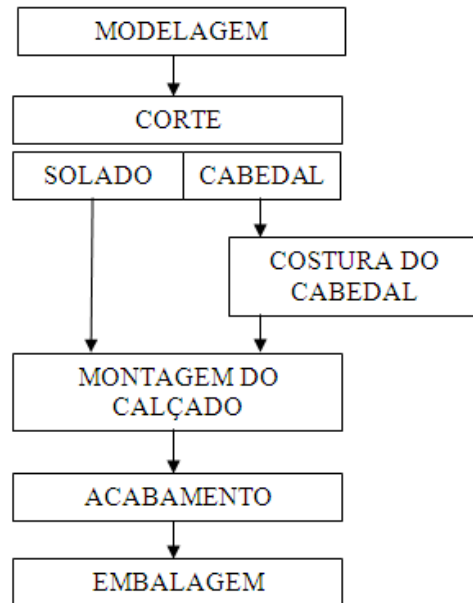 MODELAGEM
CORTE
SOLADO
CABEDAL
COSTURA DO
CABEDAL
MONTAGEM DO
CALÇADO
ACABAMENTO
EMBALAGEM